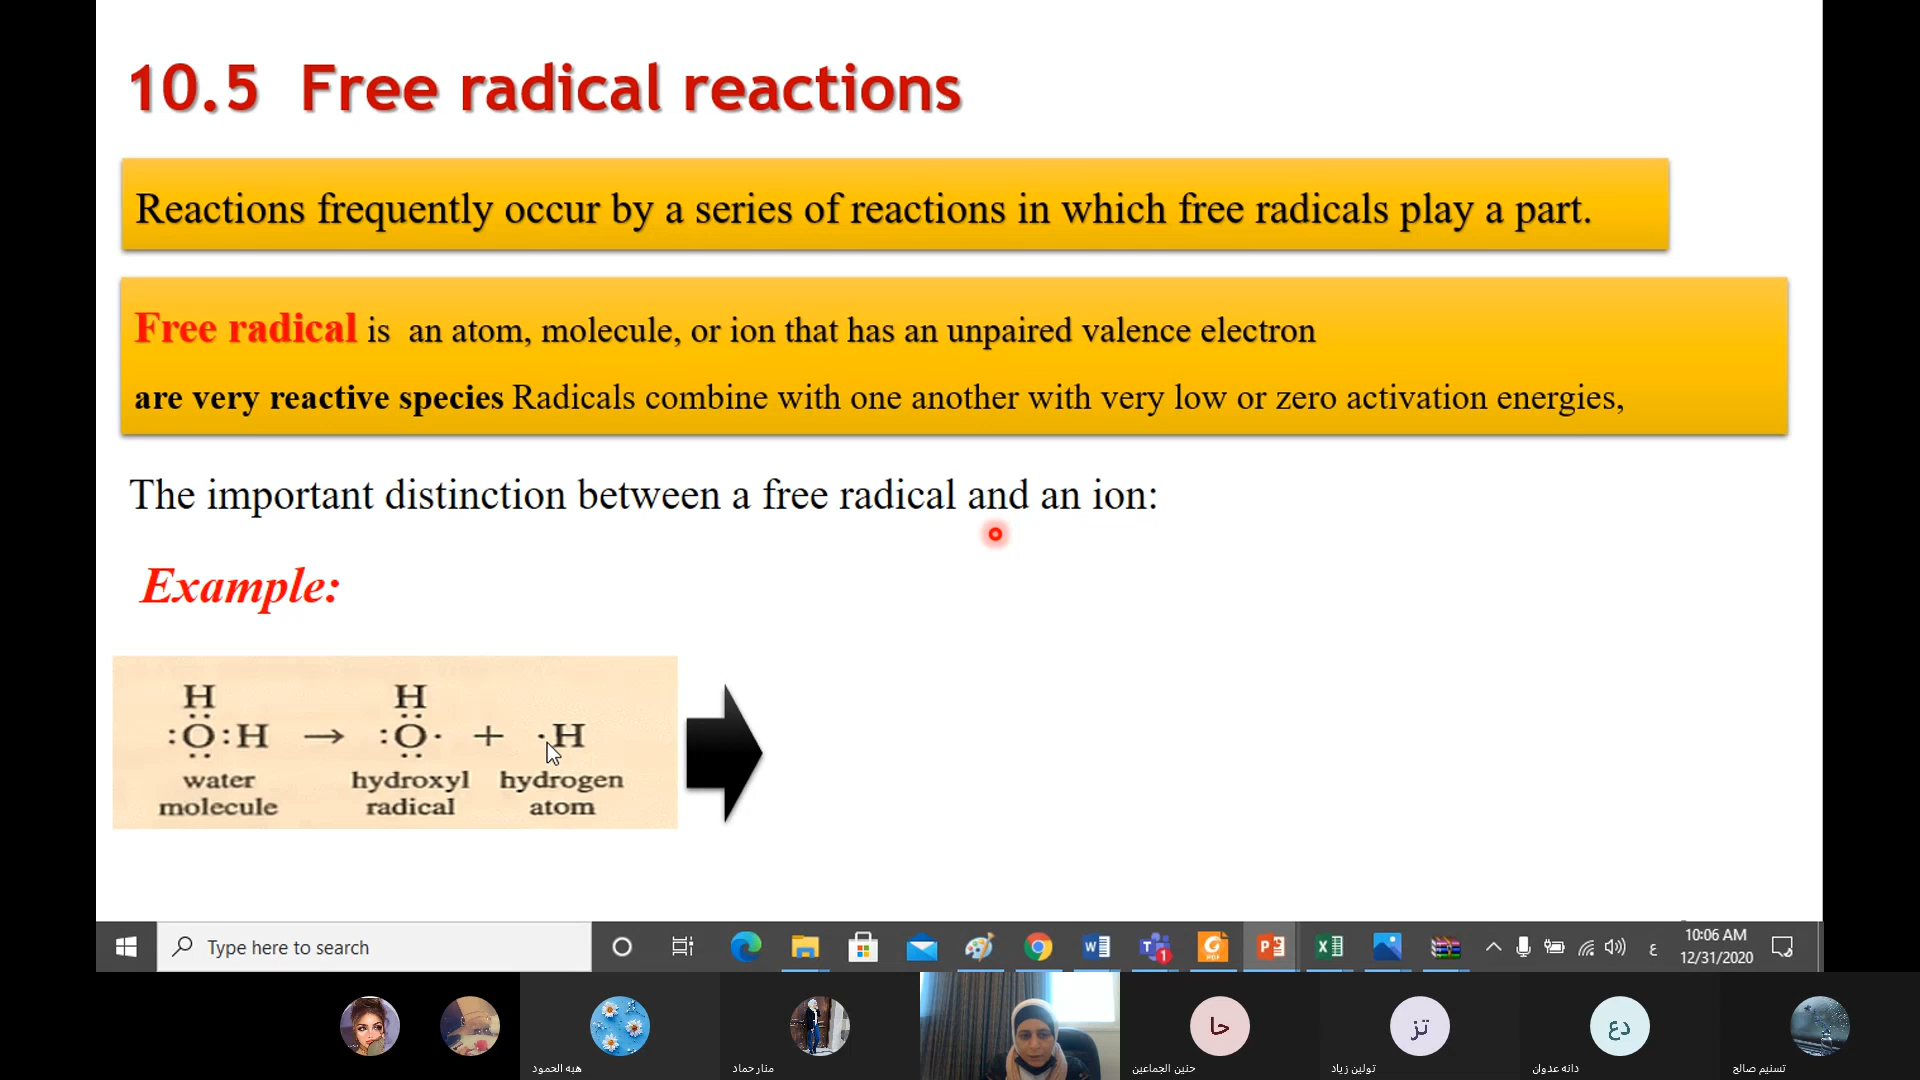 10.5 Free radical reactions
Reactions frequently occur by a series of reactions in which free radicals play a part.
Free radical is an atom, molecule, or ion that has an unpaired valence electron
are very reactive species Radicals combine with one another with very low or zero activation energies,
The important distinction between a free radical and an ion:
Example:
H H
:O:H → :O· + ·H
water hydroxyl hydrogen
molecule radical atom
Type here to search
1
PDF
ع
10:06 AM
12/31/2020
حا
تز
دع
هبه الحمود
منار حماد
حنين الجماعين
تولين زياد
دانه عدوان
تسنيم صالح